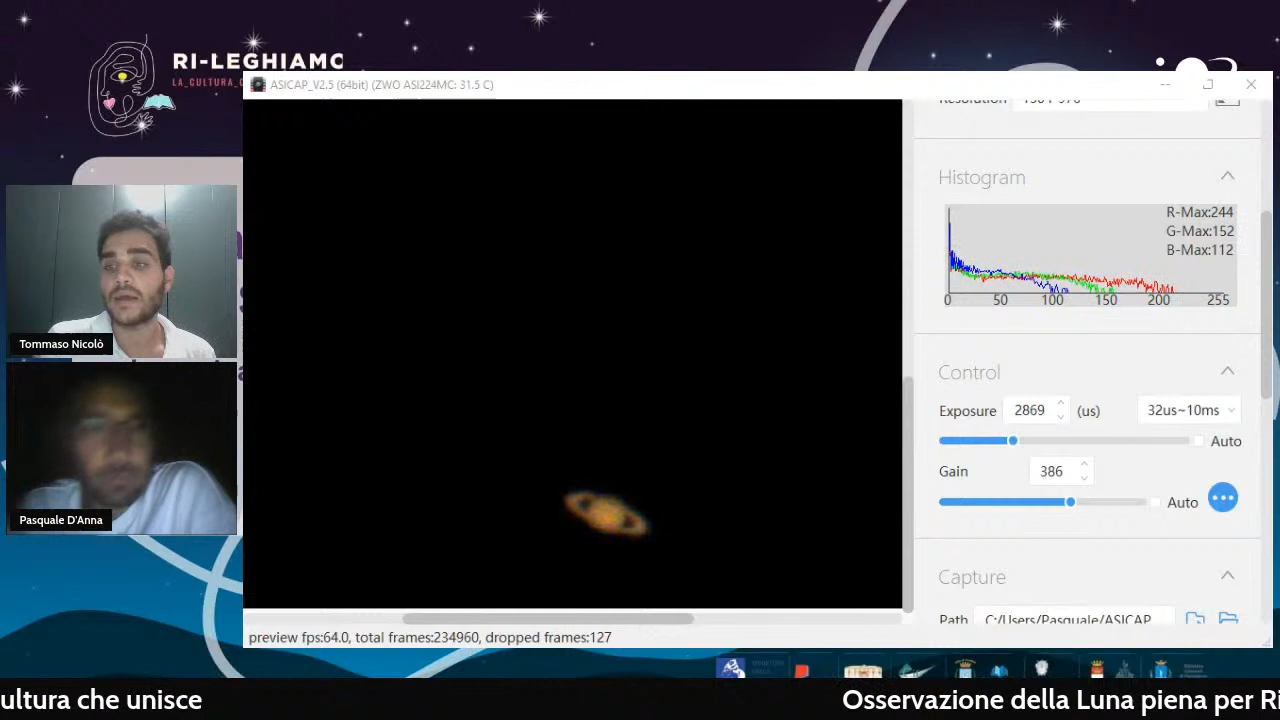 RI-LEGHIAMO
LA_CULTURA_
ASICAP_V2.5 (64bit) (ZWO ASI224MC: 31.5 C)
Resolution
Histogram
R-Max:244
G-Max:152
B-Max:112
0 50 100 150 200 255
Control
Exposure 2869 (us) 32us~10ms
Auto
Gain 386
Auto
Capture
Path C:/Users/Pasquale/ASICAP
Tommaso Nicolò
Pasquale D'Anna
preview fps:64.0, total frames:234960, dropped frames:127
ultura che unisce Osservazione della Luna piena per Ri